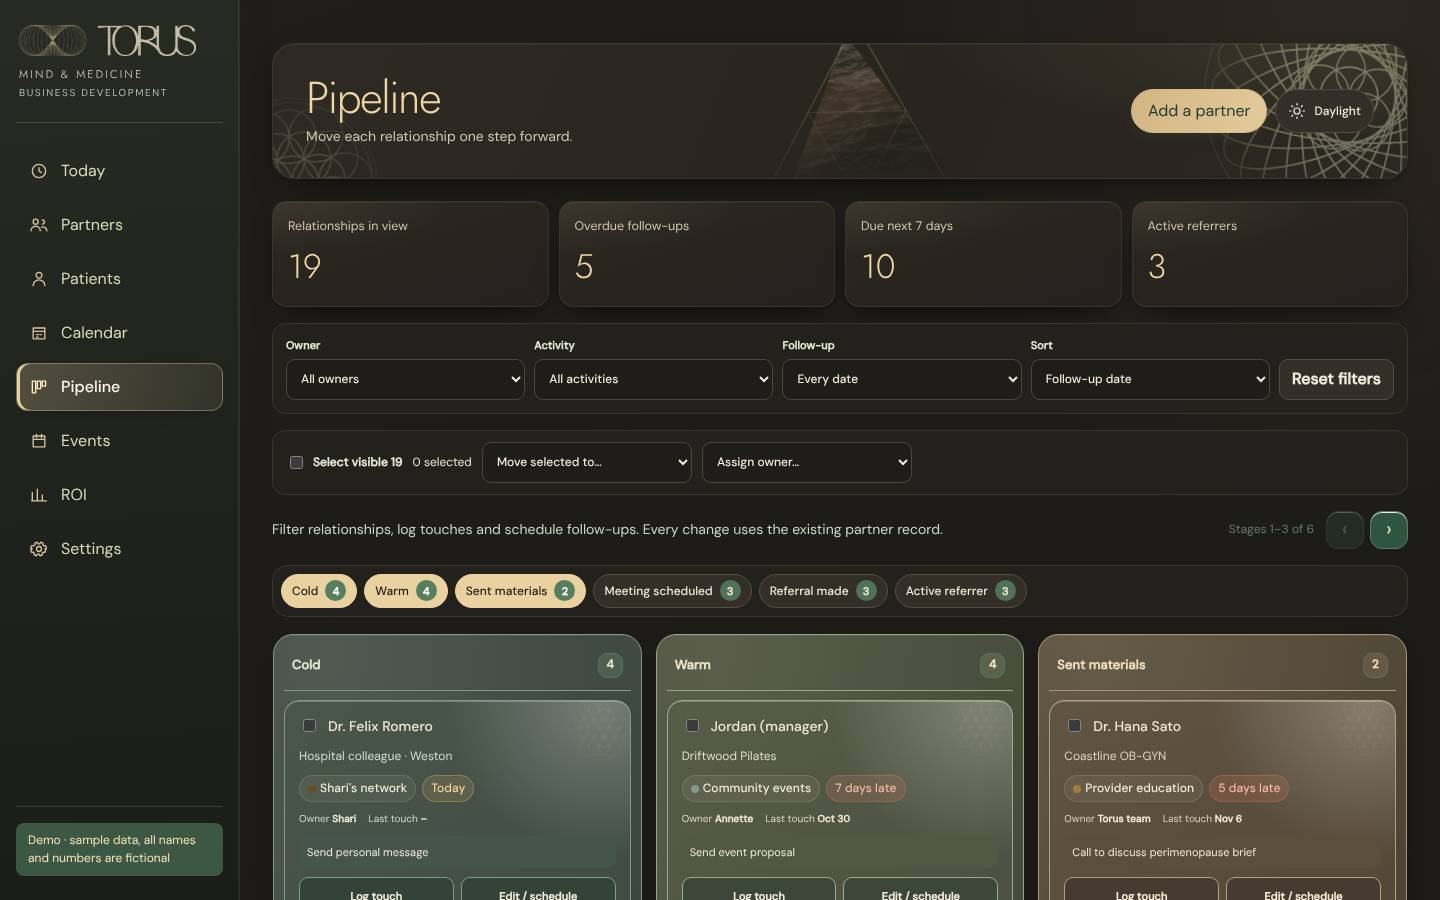 TORUS
MIND & MEDICINE
BUSINESS DEVELOPMENT
Today
Partners
Patients
Calendar
Pipeline
Events
ROI
Settings
Demo · sample data, all names
and numbers are fictional
Pipeline
Move each relationship one step forward.
Add a partner
Daylight
Relationships in view
19
Overdue follow-ups
5
Due next 7 days
10
Active referrers
3
Owner
All owners
Activity
All activities
Follow-up
Every date
Sort
Follow-up date
Reset filters
Select visible 19 0 selected
Move selected to…
Assign owner…
Filter relationships, log touches and schedule follow-ups. Every change uses the existing partner record.
Stages 1–3 of 6
‹
›
Cold 4
Warm 4
Sent materials 2
Meeting scheduled 3
Referral made 3
Active referrer 3
Cold 4
Dr. Felix Romero
Hospital colleague · Weston
Shari's network Today
Owner Shari Last touch –
Send personal message
Log touch
Edit / schedule
Warm 4
Jordan (manager)
Driftwood Pilates
Community events 7 days late
Owner Annette Last touch Oct 30
Send event proposal
Log touch
Edit / schedule
Sent materials 2
Dr. Hana Sato
Coastline OB-GYN
Provider education 5 days late
Owner Torus team Last touch Nov 6
Call to discuss perimenopause brief
Log touch
Edit / schedule